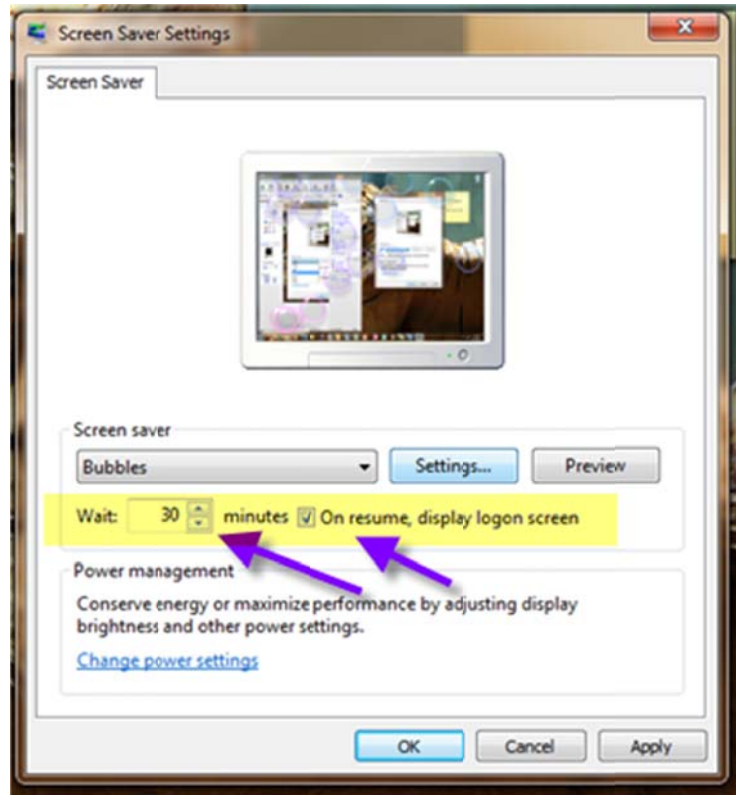 Screen Saver Settings
Screen Saver
Screen saver
Bubbles Settings... Preview
Wait: 30 minutes On resume, display logon screen
Power management
Conserve energy or maximize performance by adjusting display
brightness and other power settings.
Change power settings
OK Cancel Apply